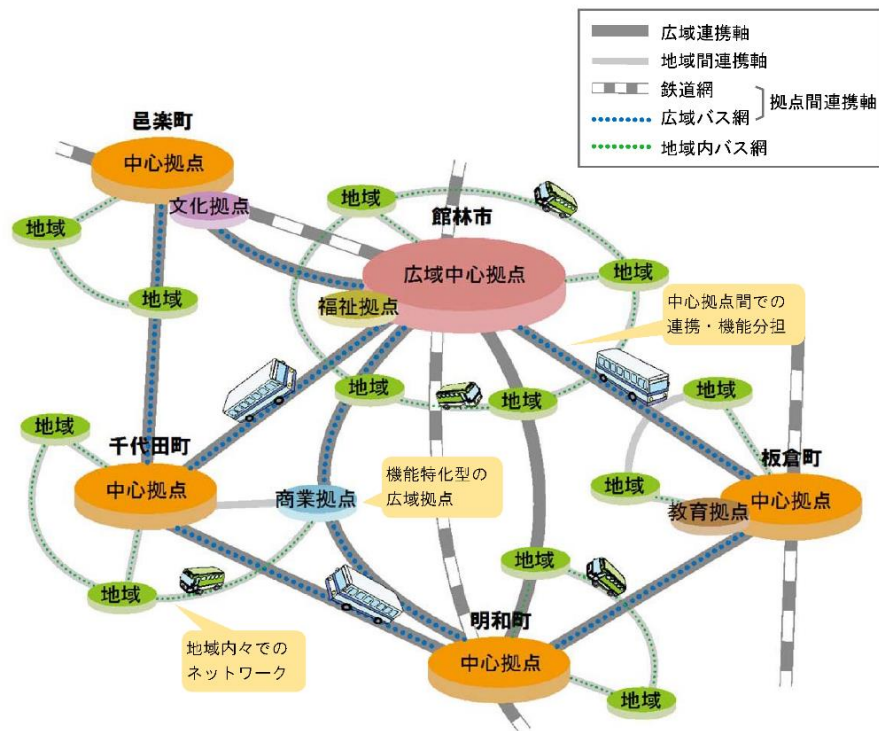 広域連携軸
地域間連携軸
鉄道網
広域バス網
拠点間連携軸
地域内バス網
邑楽町
中心拠点
文化拠点
地域
地域
地域
館林市
広域中心拠点
福祉拠点
地域
地域
地域
中心拠点間での
連携・機能分担
千代田町
地域
中心拠点
地域
商業拠点
機能特化型の
広域拠点
地域内々での
ネットワーク
板倉町
地域
地域
中心拠点
教育拠点
明和町
地域
中心拠点
地域